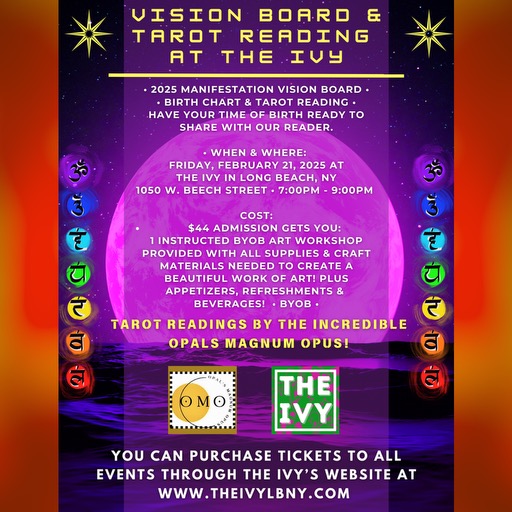 VISION BOARD &
TAROT READING
AT THE IVY
• 2025 MANIFESTATION VISION BOARD •
• BIRTH CHART & TAROT READING •
HAVE YOUR TIME OF BIRTH READY TO
SHARE WITH OUR READER.
• WHEN & WHERE:
FRIDAY, FEBRUARY 21, 2025 AT
THE IVY IN LONG BEACH, NY
1050 W. BEECH STREET • 7:00PM - 9:00PM
COST:
• $44 ADMISSION GETS YOU:
1 INSTRUCTED BYOB ART WORKSHOP
PROVIDED WITH ALL SUPPLIES & CRAFT
MATERIALS NEEDED TO CREATE A
BEAUTIFUL WORK OF ART! PLUS
APPETIZERS, REFRESHMENTS &
BEVERAGES! • BYOB •
TAROT READINGS BY THE INCREDIBLE
OPALS MAGNUM OPUS!
OMO
THE
IVY
YOU CAN PURCHASE TICKETS TO ALL
EVENTS THROUGH THE IVY'S WEBSITE AT
WWW.THEIVYLBNY.COM